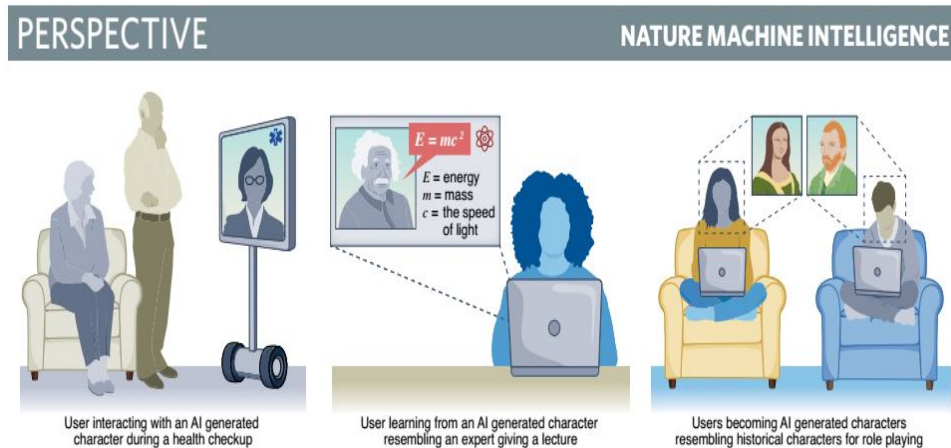 PERSPECTIVE
NATURE MACHINE INTELLIGENCE
E = mc²
E = energy
m = mass
c = the speed
of light
User interacting with an AI generated
character during a health checkup
User learning from an AI generated character
resembling an expert giving a lecture
Users becoming AI generated characters
resembling historical characters for role playing